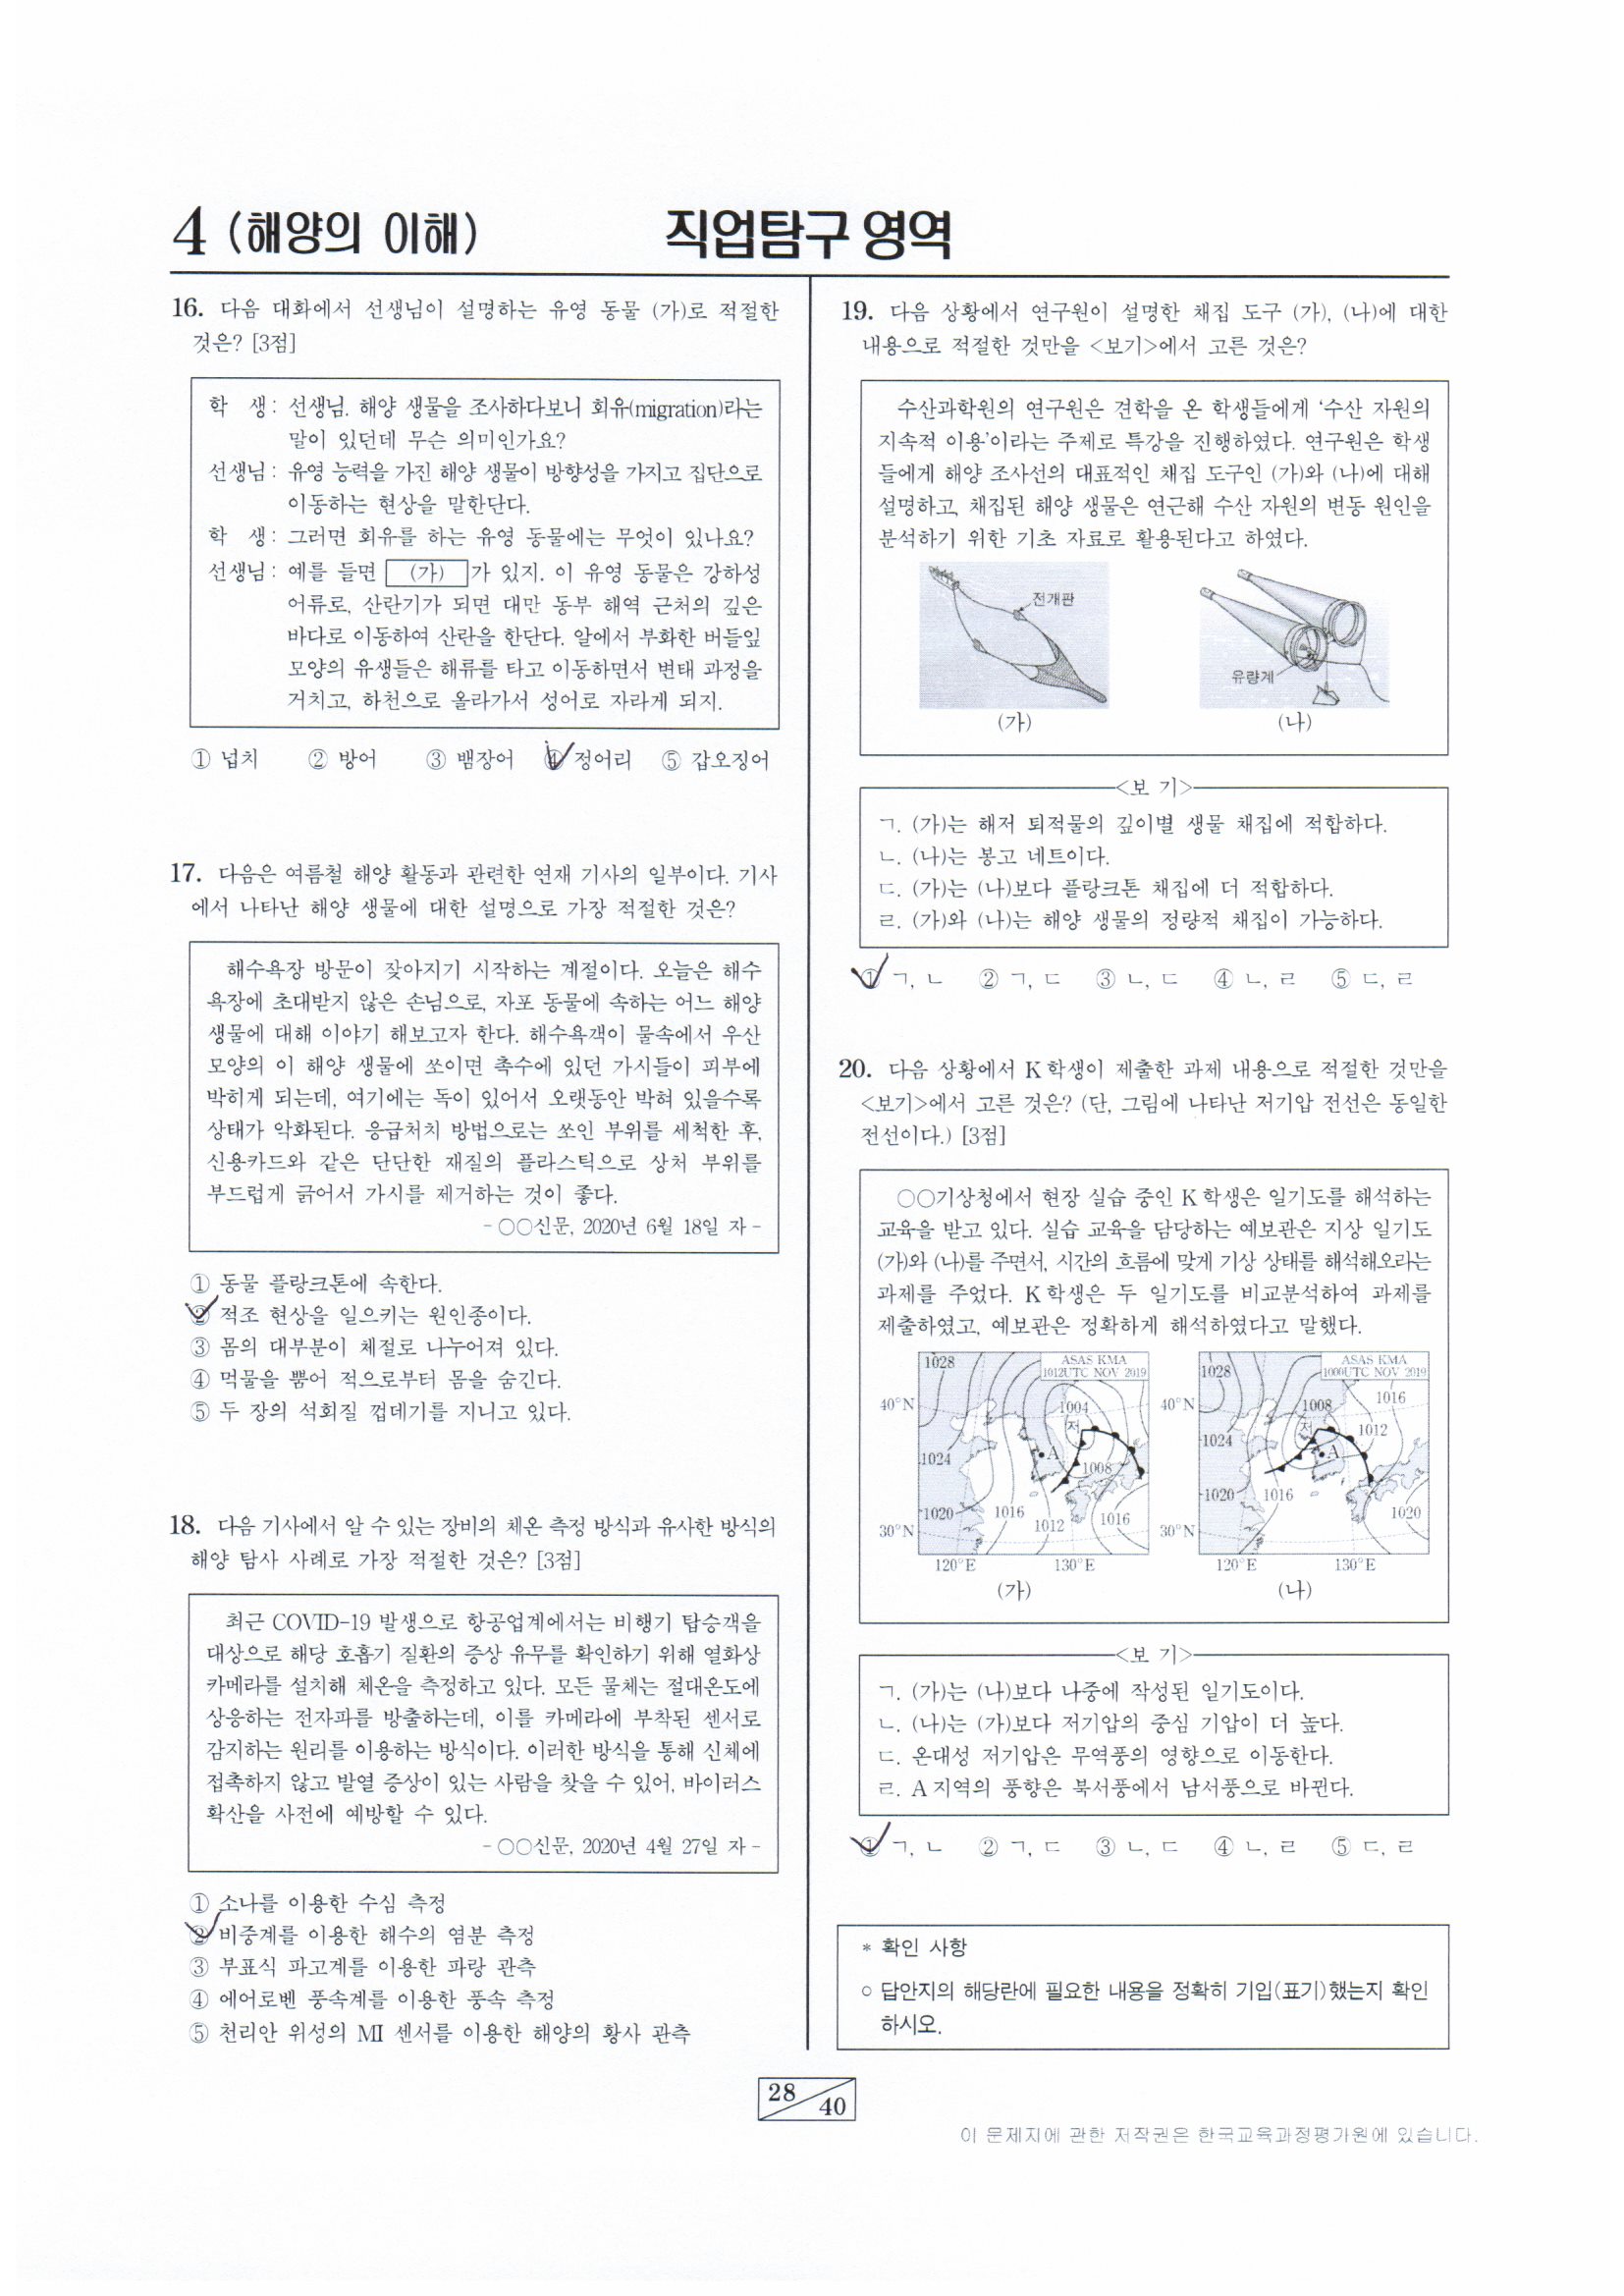 4 (해양의 이해)
직업탐구 영역
16. 다음 대화에서 선생님이 설명하는 유영 동물 (가)로 적절한
것은? [3점]
학 생: 선생님. 해양 생물을 조사하다보니 회유(migration)라는
말이 있던데 무슨 의미인가요?
선생님: 유영 능력을 가진 해양 생물이 방향성을 가지고 집단으로
이동하는 현상을 말한단다.
학 생: 그러면 회유를 하는 유영 동물에는 무엇이 있나요?
선생님: 예를 들면 (가) 가 있지. 이 유영 동물은 강하성
어류로, 산란기가 되면 대만 동부 해역 근처의 깊은
바다로 이동하여 산란을 한단다. 알에서 부화한 버들잎
모양의 유생들은 해류를 타고 이동하면서 변태 과정을
거치고, 하천으로 올라가서 성어로 자라게 되지.
① 넙치 ② 방어 ③ 뱀장어 ④ 정어리 ⑤ 갑오징어
17. 다음은 여름철 해양 활동과 관련한 연재 기사의 일부이다. 기사
에서 나타난 해양 생물에 대한 설명으로 가장 적절한 것은?
해수욕장 방문이 잦아지기 시작하는 계절이다. 오늘은 해수
욕장에 초대받지 않은 손님으로, 자포 동물에 속하는 어느 해양
생물에 대해 이야기 해보고자 한다. 해수욕객이 물속에서 우산
모양의 이 해양 생물에 쏘이면 촉수에 있던 가시들이 피부에
박히게 되는데, 여기에는 독이 있어서 오랫동안 박혀 있을수록
상태가 악화된다. 응급처치 방법으로는 쏘인 부위를 세척한 후,
신용카드와 같은 단단한 재질의 플라스틱으로 상처 부위를
부드럽게 긁어서 가시를 제거하는 것이 좋다.
- ○○신문, 2020년 6월 18일 자 -
① 동물 플랑크톤에 속한다.
② 적조 현상을 일으키는 원인종이다.
③ 몸의 대부분이 체절로 나누어져 있다.
④ 먹물을 뿜어 적으로부터 몸을 숨긴다.
⑤ 두 장의 석회질 껍데기를 지니고 있다.
18. 다음 기사에서 알 수 있는 장비의 체온 측정 방식과 유사한 방식의
해양 탐사 사례로 가장 적절한 것은? [3점]
최근 COVID-19 발생으로 항공업계에서는 비행기 탑승객을
대상으로 해당 호흡기 질환의 증상 유무를 확인하기 위해 열화상
카메라를 설치해 체온을 측정하고 있다. 모든 물체는 절대온도에
상응하는 전자파를 방출하는데, 이를 카메라에 부착된 센서로
감지하는 원리를 이용하는 방식이다. 이러한 방식을 통해 신체에
접촉하지 않고 발열 증상이 있는 사람을 찾을 수 있어, 바이러스
확산을 사전에 예방할 수 있다.
- ○○신문, 2020년 4월 27일 자 -
① 소나를 이용한 수심 측정
② 비중계를 이용한 해수의 염분 측정
③ 부표식 파고계를 이용한 파랑 관측
④ 에어로벤 풍속계를 이용한 풍속 측정
⑤ 천리안 위성의 MI 센서를 이용한 해양의 황사 관측
19. 다음 상황에서 연구원이 설명한 채집 도구 (가), (나)에 대한
내용으로 적절한 것만을 <보기>에서 고른 것은?
수산과학원의 연구원은 견학을 온 학생들에게 ‘수산 자원의
지속적 이용’이라는 주제로 특강을 진행하였다. 연구원은 학생
들에게 해양 조사선의 대표적인 채집 도구인 (가)와 (나)에 대해
설명하고, 채집된 해양 생물은 연근해 수산 자원의 변동 원인을
분석하기 위한 기초 자료로 활용된다고 하였다.
전개판
유량계
(가) (나)
<보 기>
ㄱ. (가)는 해저 퇴적물의 깊이별 생물 채집에 적합하다.
ㄴ. (나)는 봉고 네트이다.
ㄷ. (가)는 (나)보다 플랑크톤 채집에 더 적합하다.
ㄹ. (가)와 (나)는 해양 생물의 정량적 채집이 가능하다.
① ㄱ, ㄴ ② ㄱ, ㄷ ③ ㄴ, ㄷ ④ ㄴ, ㄹ ⑤ ㄷ, ㄹ
20. 다음 상황에서 K학생이 제출한 과제 내용으로 적절한 것만을
<보기>에서 고른 것은? (단, 그림에 나타난 저기압 전선은 동일한
전선이다.) [3점]
○○기상청에서 현장 실습 중인 K학생은 일기도를 해석하는
교육을 받고 있다. 실습 교육을 담당하는 예보관은 지상 일기도
(가)와 (나)를 주면서, 시간의 흐름에 맞게 기상 상태를 해석해오라는
과제를 주었다. K학생은 두 일기도를 비교분석하여 과제를
제출하였고, 예보관은 정확하게 해석하였다고 말했다.
1028 ASAS KMA
1012UTC NOV 2019
40°N
1004
저
A
1024
1008
1020 1016 1012 1016
30°N
120°E 130°E
(가)
1028 ASAS KMA
1000UTC NOV 2019
40°N
1008 1016
저 1012
1024
A
1020 1016 1020
30°N
120°E 130°E
(나)
<보 기>
ㄱ. (가)는 (나)보다 나중에 작성된 일기도이다.
ㄴ. (나)는 (가)보다 저기압의 중심 기압이 더 높다.
ㄷ. 온대성 저기압은 무역풍의 영향으로 이동한다.
ㄹ. A지역의 풍향은 북서풍에서 남서풍으로 바뀐다.
① ㄱ, ㄴ ② ㄱ, ㄷ ③ ㄴ, ㄷ ④ ㄴ, ㄹ ⑤ ㄷ, ㄹ
* 확인 사항
○ 답안지의 해당란에 필요한 내용을 정확히 기입(표기)했는지 확인
하시오.
28 40
이 문제지에 관한 저작권은 한국교육과정평가원에 있습니다.